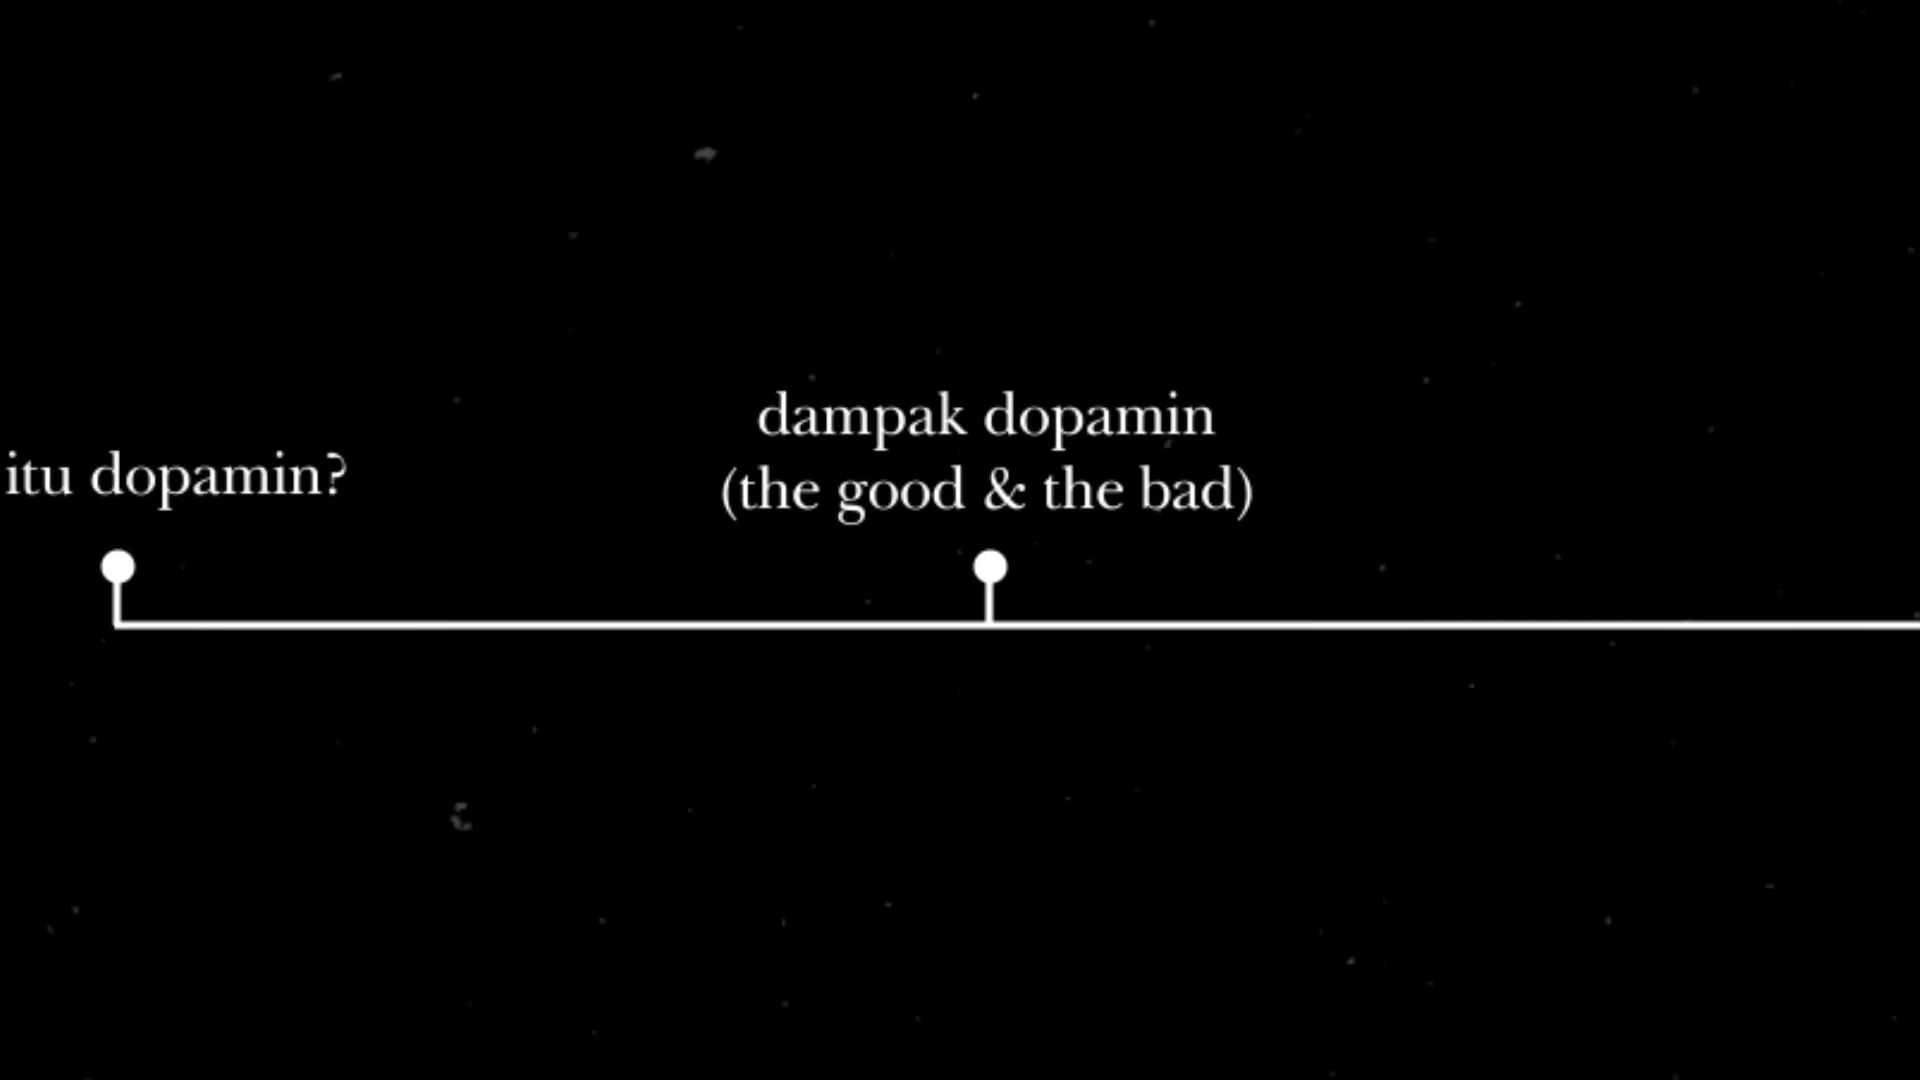 itu dopamin?
dampak dopamin
(the good & the bad)